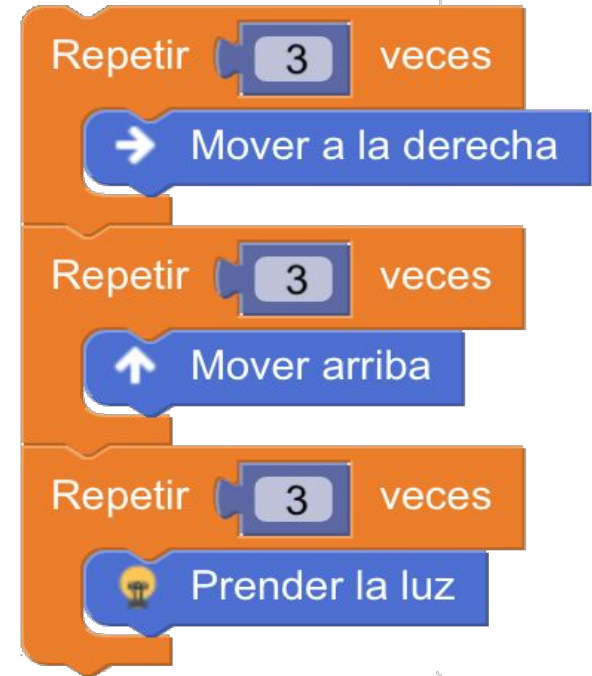 Repetir 3 veces
Mover a la derecha
Repetir 3 veces
Mover arriba
Repetir 3 veces
Prender la luz